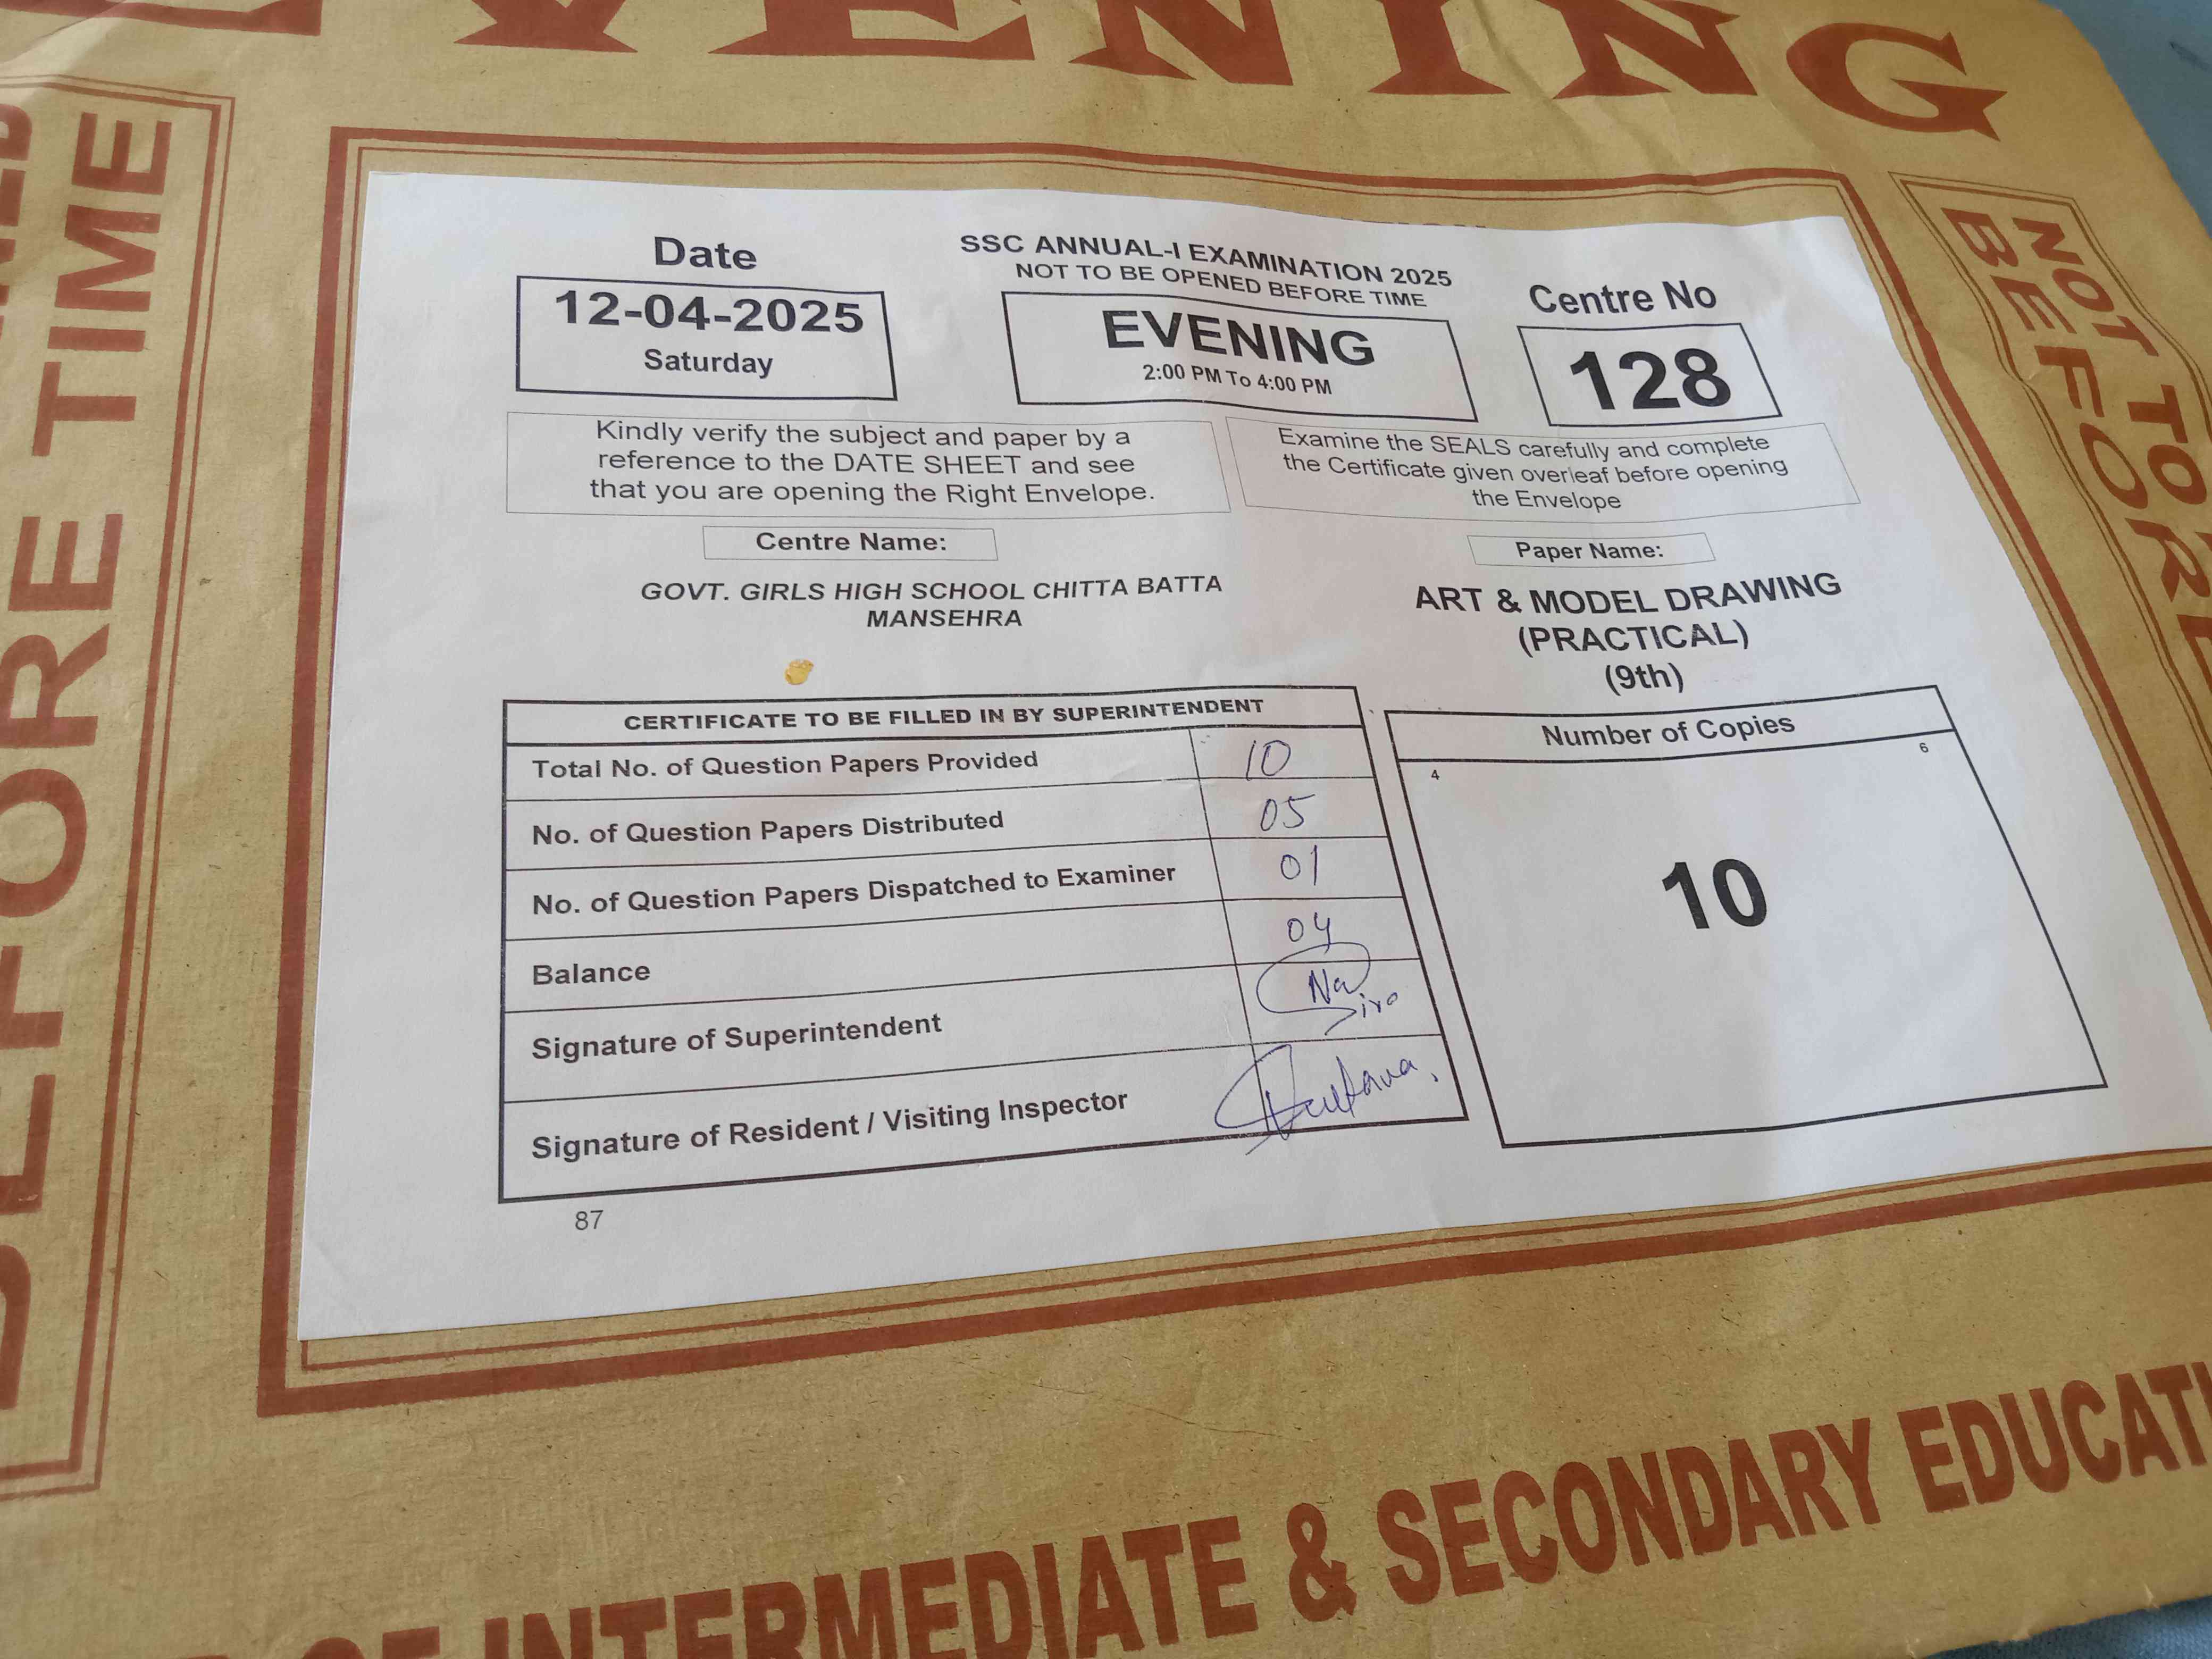 EVENING
BEFORE TIME
NOT TO
BEFORE
Date
12-04-2025
Saturday
SSC ANNUAL-I EXAMINATION 2025
NOT TO BE OPENED BEFORE TIME
EVENING
2:00 PM To 4:00 PM
Centre No
128
Kindly verify the subject and paper by a
reference to the DATE SHEET and see
that you are opening the Right Envelope.
Examine the SEALS carefully and complete
the Certificate given overleaf before opening
the Envelope
Centre Name:
GOVT. GIRLS HIGH SCHOOL CHITTA BATTA
MANSEHRA
Paper Name:
ART & MODEL DRAWING
(PRACTICAL)
(9th)
CERTIFICATE TO BE FILLED IN BY SUPERINTENDENT
Total No. of Question Papers Provided 10
No. of Question Papers Distributed 05
No. of Question Papers Dispatched to Examiner 01
Balance 04
Signature of Superintendent
Signature of Resident / Visiting Inspector
Number of Copies
4
6
10
87
OF INTERMEDIATE & SECONDARY EDUCATI